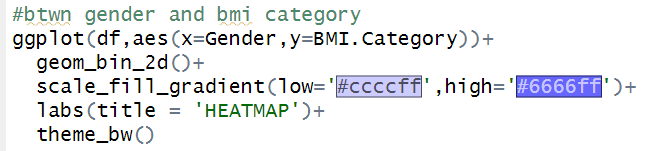 #btwn gender and bmi category
ggplot(df,aes(x=Gender,y=BMI.Category))+
  geom_bin_2d()+
  scale_fill_gradient(low='#ccccff',high='#6666ff')+
  labs(title = 'HEATMAP')+
  theme_bw()